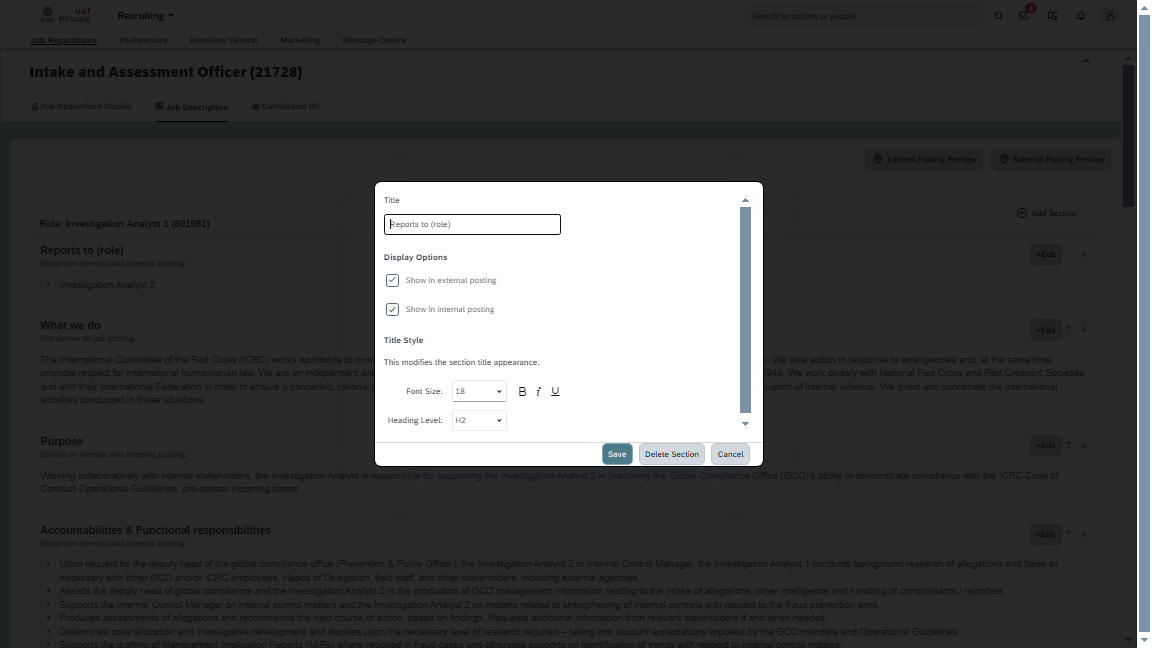 UAT
ICRC HRspace
Recruiting
Search for actions or people
Job Requisitions
Preferences
Interview Central
Marketing
Message Centre
Intake and Assessment Officer (21728)
Job Requisition Details
Job Description
Candidates (0)
Internal Posting Preview
External Posting Preview
Role: Investigation Analyst 1 (801081)
Add Section
Reports to (role)
Shown on internal and external posting
+Edit
Investigation Analyst 2
What we do
Not shown on job posting
+Edit
The International Committee of the Red Cross (ICRC) works worldwide to
We take action in response to emergencies and, at the same time,
promote respect for international humanitarian law. We are an independent
1949. We work closely with National Red Cross and Red Crescent Societies
and with their International Federation in order to ensure a concerted, rational
of internal violence. We direct and coordinate the international
activities conducted in these situations.
Title
Reports to (role)
Display Options
Show in external posting
Show in internal posting
Title Style
This modifies the section title appearance.
Font Size: 18 B i U
Heading Level: H2
Save
Delete Section
Cancel
Purpose
Shown on internal and external posting
+Edit
Working collaboratively with internal stakeholders, the Investigation Analyst is responsible for supporting the Investigation Analyst 2 in improving the Global Compliance Office (GCO)'s ability to demonstrate compliance with the ICRC Code of
Conduct Operational Guidelines, pre-assess incoming cases.
Accountabilities & Functional responsibilities
Shown on internal and external posting
+Edit
Upon request by the deputy head of the global compliance office (Prevention & Policy Officer), the Investigation Analyst 2 or Internal Control Manager, the Investigation Analyst 1 conducts background research of allegations and liaise as
necessary with other GCO and/or ICRC employees, Heads of Delegation, field staff, and other stakeholders, including external agencies.
Assists the deputy head of global compliance and the Investigation Analyst 2 in the production of GCO management information relating to the intake of allegations, other intelligence and handling of complainants / reporters.
Supports the Internal Control Manager on internal control matters and the Investigation Analyst 2 on matters related to strengthening of internal controls with respect to the fraud prevention work.
Produces assessments of allegations and recommends the next course of action, based on findings. Requests additional information from relevant stakeholders if and when needed.
Determines case allocation and investigative development and decides upon the necessary level of research required – taking into account expectations imposed by the GCO mandate and Operational Guidelines.
Supports the drafting of Management Implication Reports (MIRs) where required in fraud cases and otherwise supports on identification of trends with respect to internal control matters.